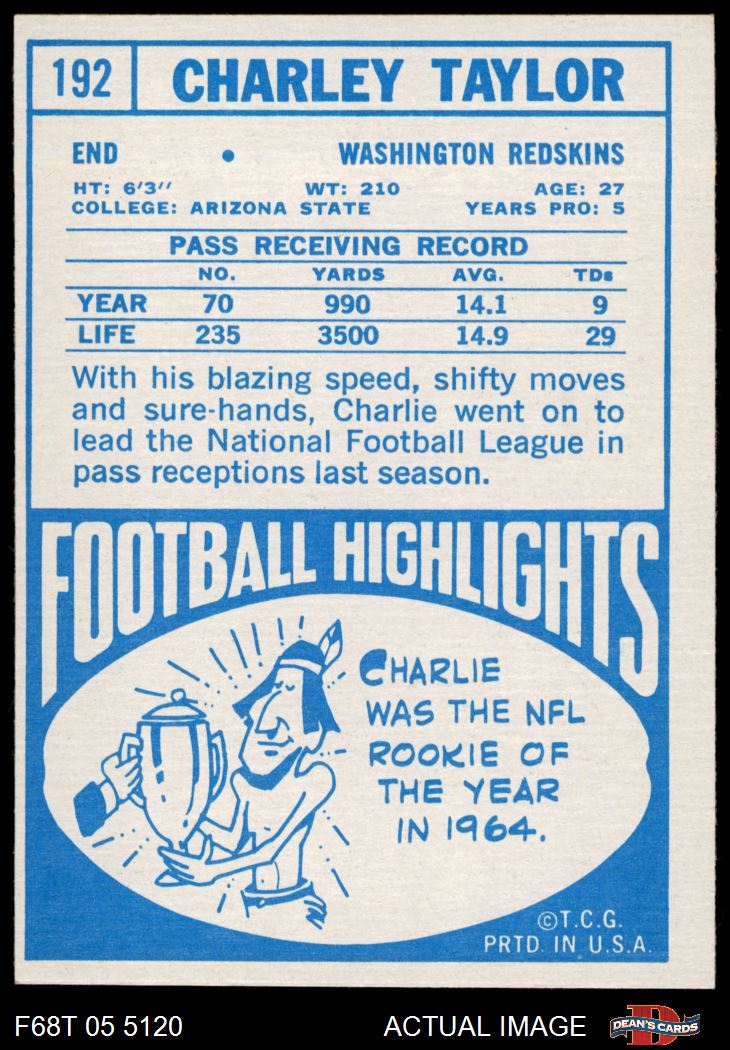 192 CHARLEY TAYLOR
END • WASHINGTON REDSKINS
HT: 6'3'' WT: 210 AGE: 27
COLLEGE: ARIZONA STATE YEARS PRO: 5
PASS RECEIVING RECORD
NO. YARDS AVG. TDs
YEAR 70 990 14.1 9
LIFE 235 3500 14.9 29
With his blazing speed, shifty moves
and sure-hands, Charlie went on to
lead the National Football League in
pass receptions last season.
FOOTBALL HIGHLIGHTS
CHARLIE
WAS THE NFL
ROOKIE OF
THE YEAR
IN 1964.
©T.C.G.
PRTD. IN U.S.A.
F68T 05 5120 ACTUAL IMAGE D DEAN'S CARDS